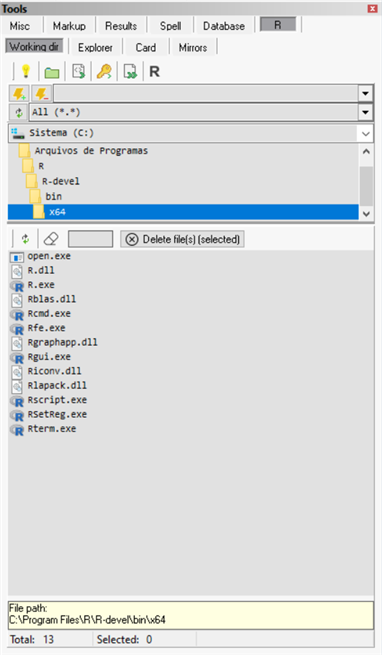 Tools
Misc Markup Results Spell Database R
Working dir Explorer Card Mirrors
R
All (*.*)
Sistema (C:)
Arquivos de Programas
R
R-devel
bin
x64
Delete file(s) (selected)
open.exe
R.dll
R.exe
Rblas.dll
Rcmd.exe
Rfe.exe
Rgraphapp.dll
Rgui.exe
Riconv.dll
Rlapack.dll
Rscript.exe
RSetReg.exe
Rterm.exe
File path:
C:\Program Files\R\R-devel\bin\x64
Total: 13 Selected: 0